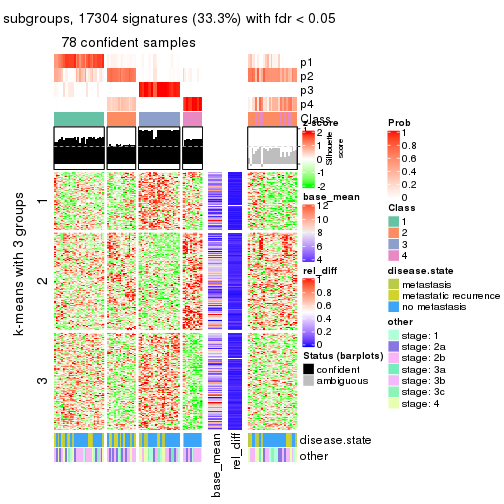 subgroups, 17304 signatures (33.3%) with fdr < 0.05
78 confident samples
p1
p2
p3
p4
Class
1
2
3
k-means with 3 groups
base_mean
rel_diff
disease.state
other
z-score
2
1
0
-1
-2
Silhouette
score
base_mean
12
10
8
6
4
rel_diff
1
0.8
0.6
0.4
0.2
0
Status (barplots)
confident
ambiguous
Prob
1
0.8
0.6
0.4
0.2
0
Class
1
2
3
4
disease.state
metastasis
metastatic recurrence
no metastasis
other
stage: 1
stage: 2a
stage: 2b
stage: 3a
stage: 3b
stage: 3c
stage: 4